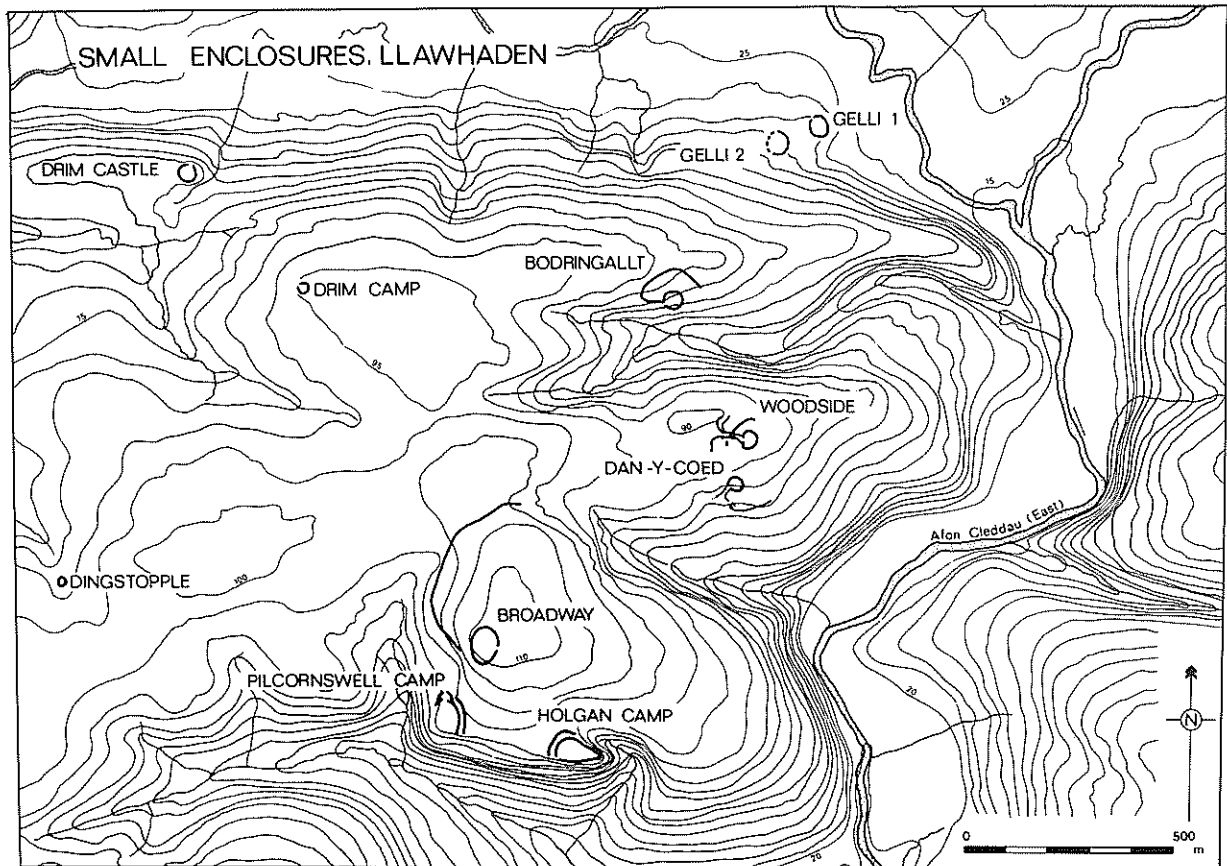 SMALL ENCLOSURES, LLAWHADEN
25
25
GELLI 1
GELLI 2
DRIM CASTLE
15
BODRINGALLT
DRIM CAMP
75
95
WOODSIDE
90
DAN-Y-COED
Afon Cleddau (East)
DINGSTOPPLE
100
BROADWAY
110
PILCORNSWELL CAMP
20
HOLGAN CAMP
N
0 500
m
20